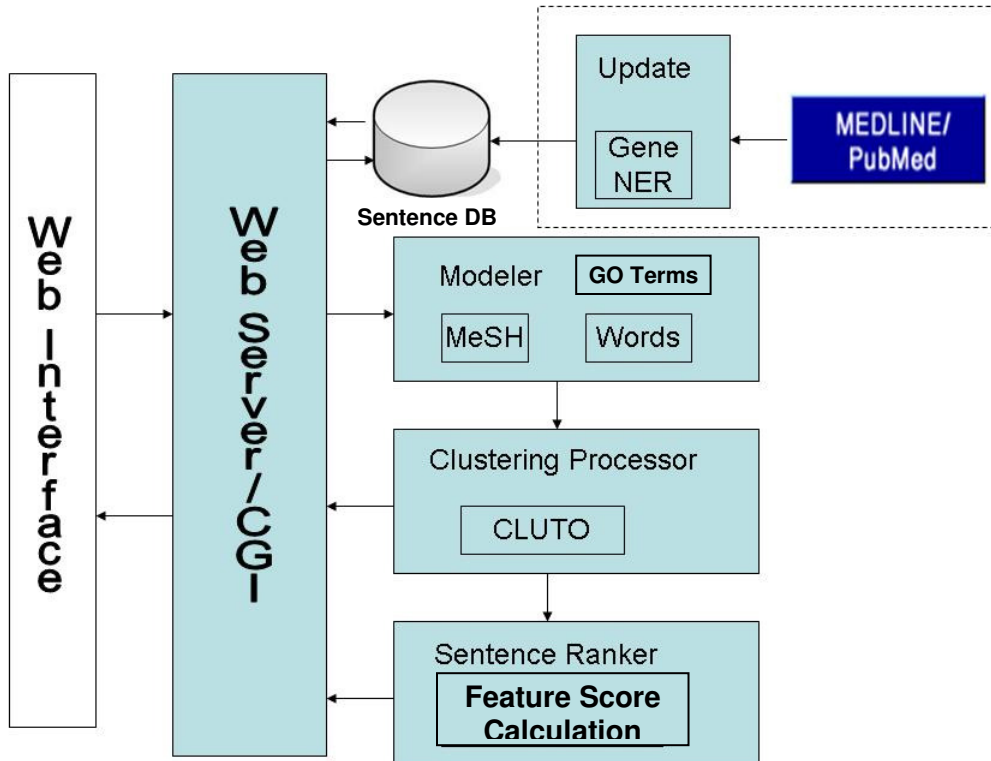 Web Interface
Web Server/CGI
Sentence DB
Update
Gene
NER
MEDLINE/
PubMed
Modeler
GO Terms
MeSH
Words
Clustering Processor
CLUTO
Sentence Ranker
Feature Score
Calculation